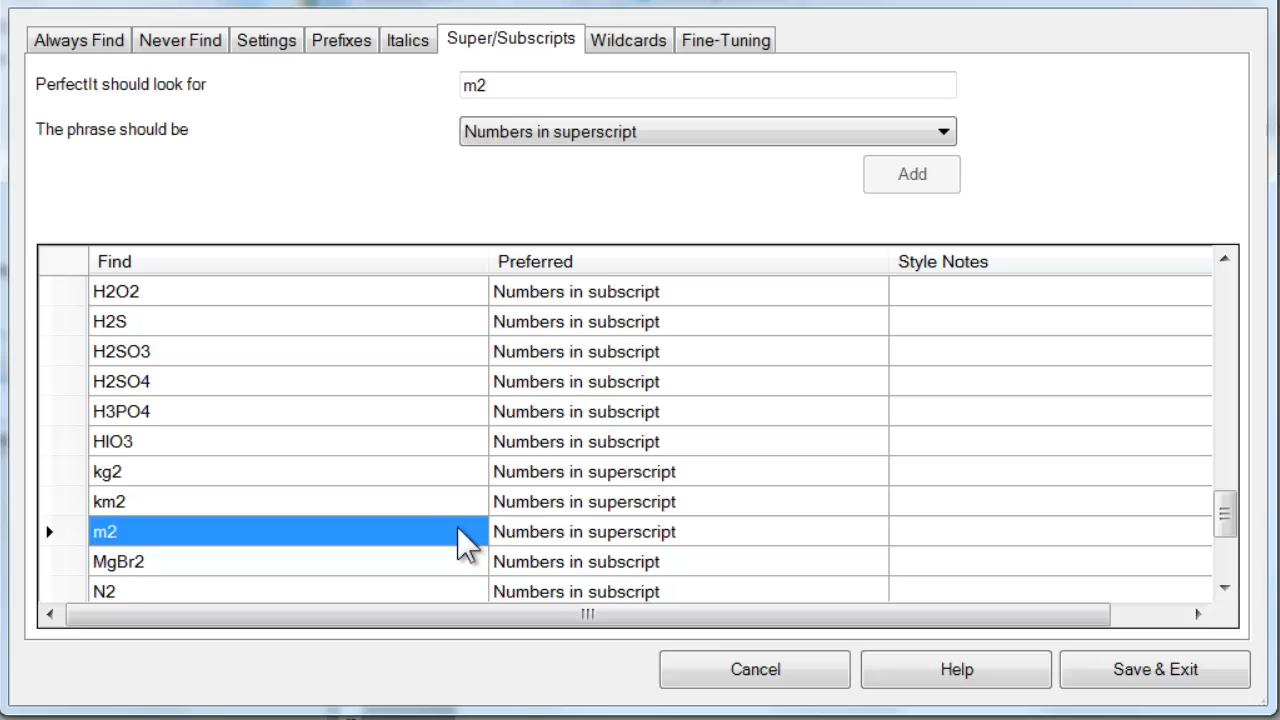 Always Find Never Find Settings Prefixes Italics Super/Subscripts Wildcards Fine-Tuning
PerfectIt should look for m2
The phrase should be Numbers in superscript
Add
Find Preferred Style Notes
H2O2 Numbers in subscript
H2S Numbers in subscript
H2SO3 Numbers in subscript
H2SO4 Numbers in subscript
H3PO4 Numbers in subscript
HIO3 Numbers in subscript
kg2 Numbers in superscript
km2 Numbers in superscript
m2 Numbers in superscript
MgBr2 Numbers in subscript
N2 Numbers in subscript
Cancel Help Save & Exit